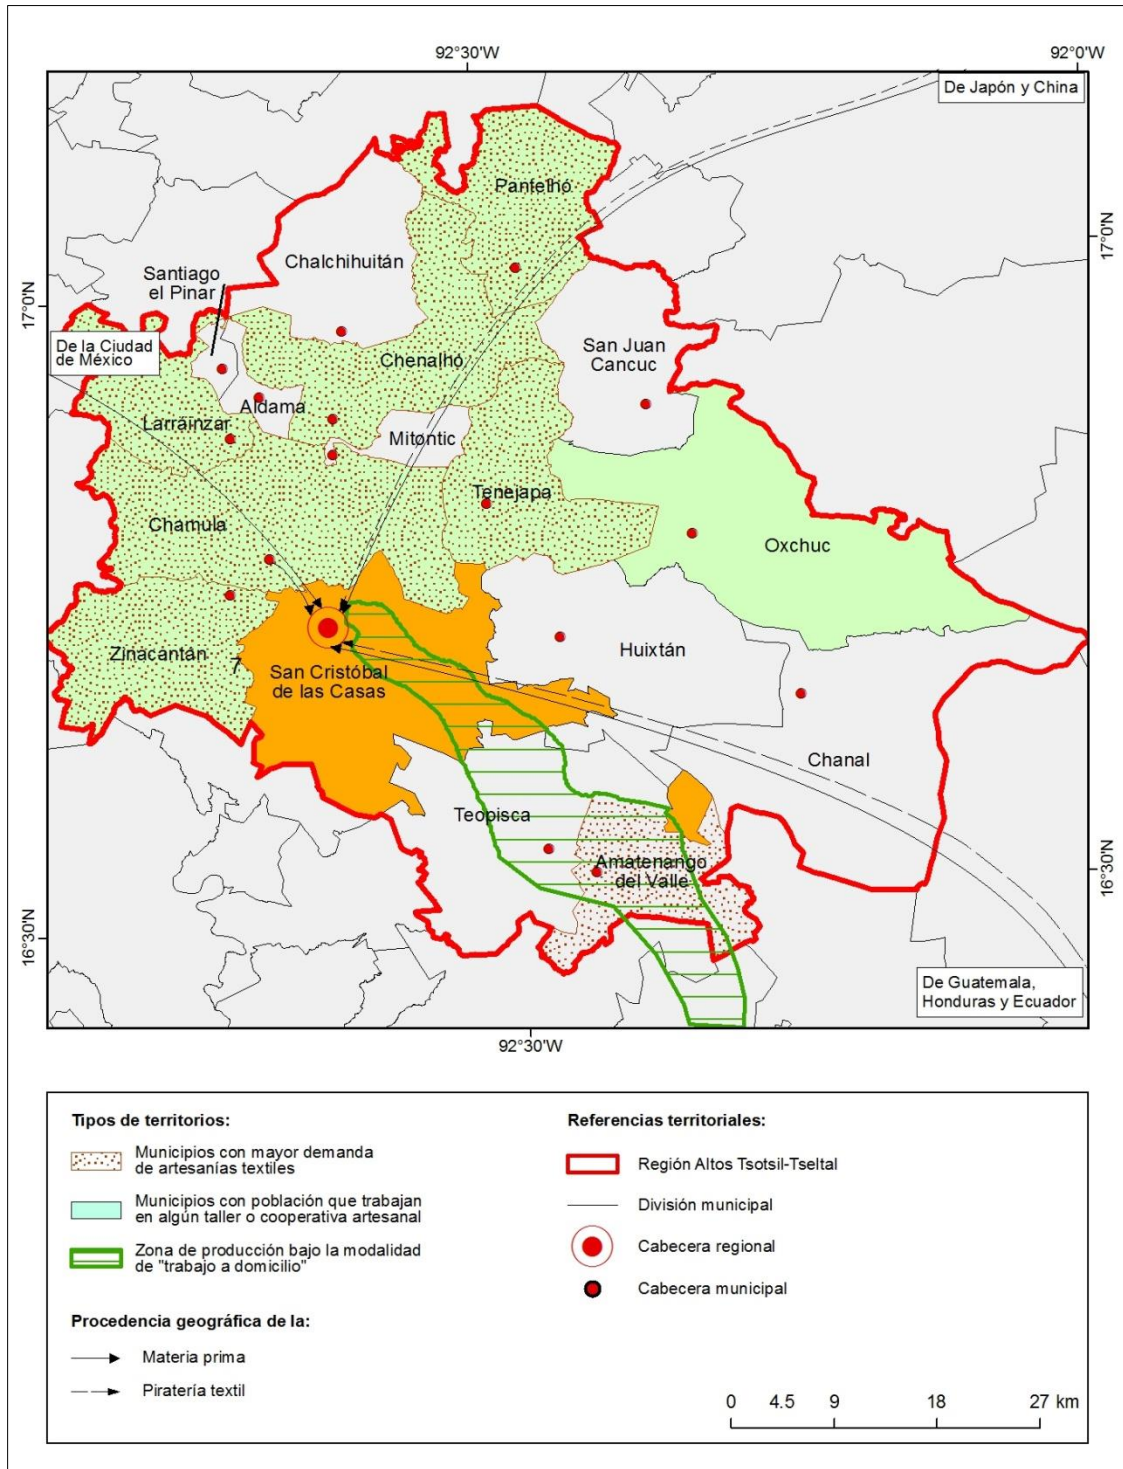 92°30'W
92°0'W
De Japón y China
Pantelhó
17°0'N
Chalchihuitán
Santiago
el Pinar
17°0'N
De la Ciudad
de México
San Juan
Cancuc
Chenalhó
Aldama
Larráinzar
Mitontic
Tenejapa
Chamula
Oxchuc
Zinacantán
7
San Cristóbal
de las Casas
Huixtán
Chanal
Teopisca
Amatenango
del Valle
16°30'N
16°30'N
De Guatemala,
Honduras y Ecuador
92°30'W
Tipos de territorios:
Municipios con mayor demanda
de artesanías textiles
Municipios con población que trabajan
en algún taller o cooperativa artesanal
Zona de producción bajo la modalidad
de "trabajo a domicilio"
Procedencia geográfica de la:
Materia prima
Piratería textil
Referencias territoriales:
Región Altos Tsotsil-Tseltal
División municipal
Cabecera regional
Cabecera municipal
0 4.5 9 18 27 km